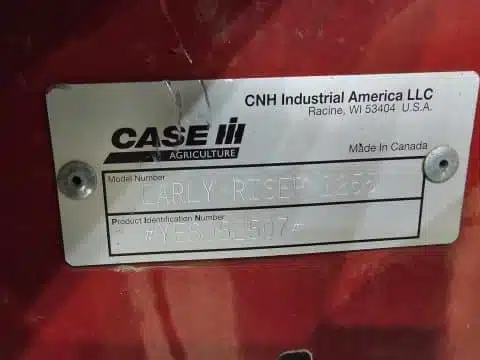 CNH Industrial America LLC
Racine, WI 53404 U.S.A.
CASE IH
AGRICULTURE
Made in Canada
Model Number
EARLY RISER 1255
Product Identification Number